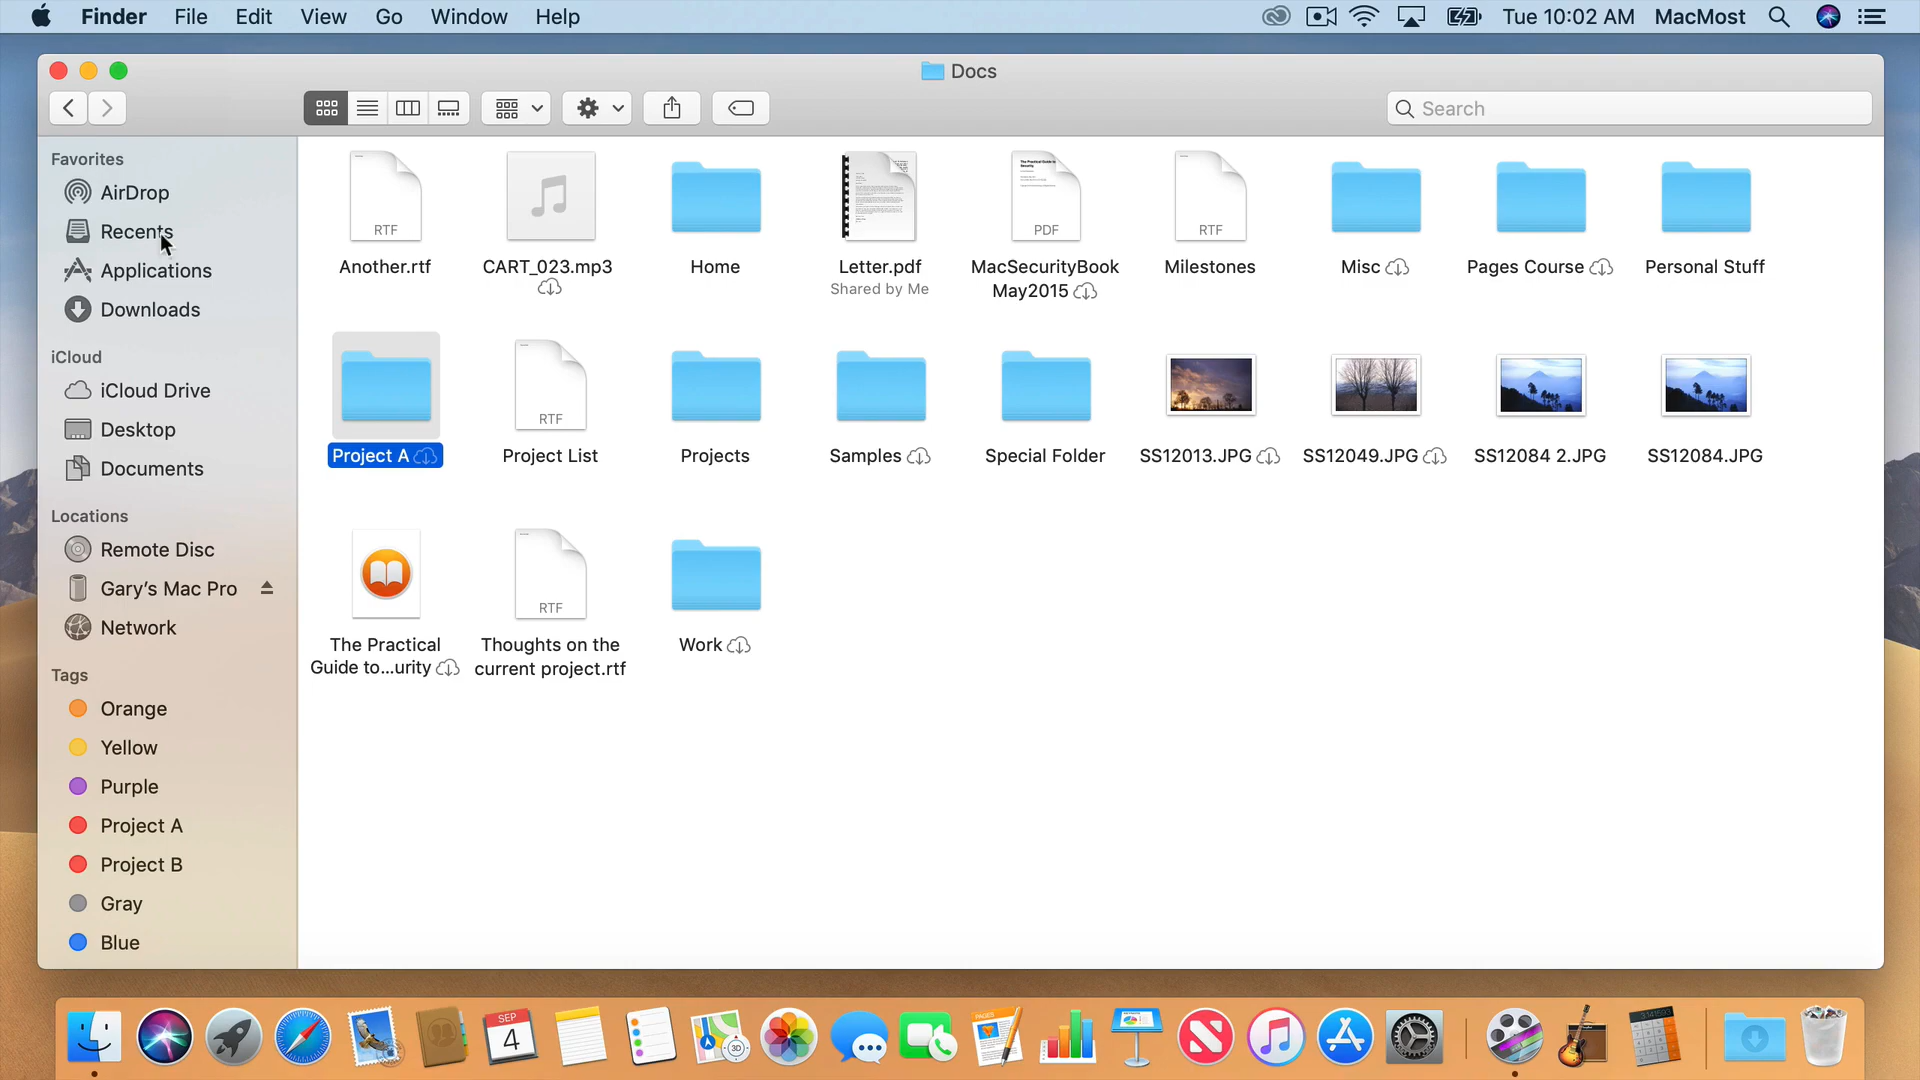 Finder File Edit View Go Window Help Tue 10:02 AM MacMost
Docs
Search
Favorites
AirDrop
Recents
Applications
Downloads
iCloud
iCloud Drive
Desktop
Documents
Locations
Remote Disc
Gary's Mac Pro
Network
Tags
Orange
Yellow
Purple
Project A
Project B
Gray
Blue
RTF PDF RTF
Another.rtf CART_023.mp3 Home Letter.pdf MacSecurityBook Milestones Misc Pages Course Personal Stuff
Shared by Me May2015
RTF
Project A Project List Projects Samples Special Folder SS12013.JPG SS12049.JPG SS12084 2.JPG SS12084.JPG
RTF
The Practical Thoughts on the Work
Guide to...urity current project.rtf
SEP
4
3D
PAGES